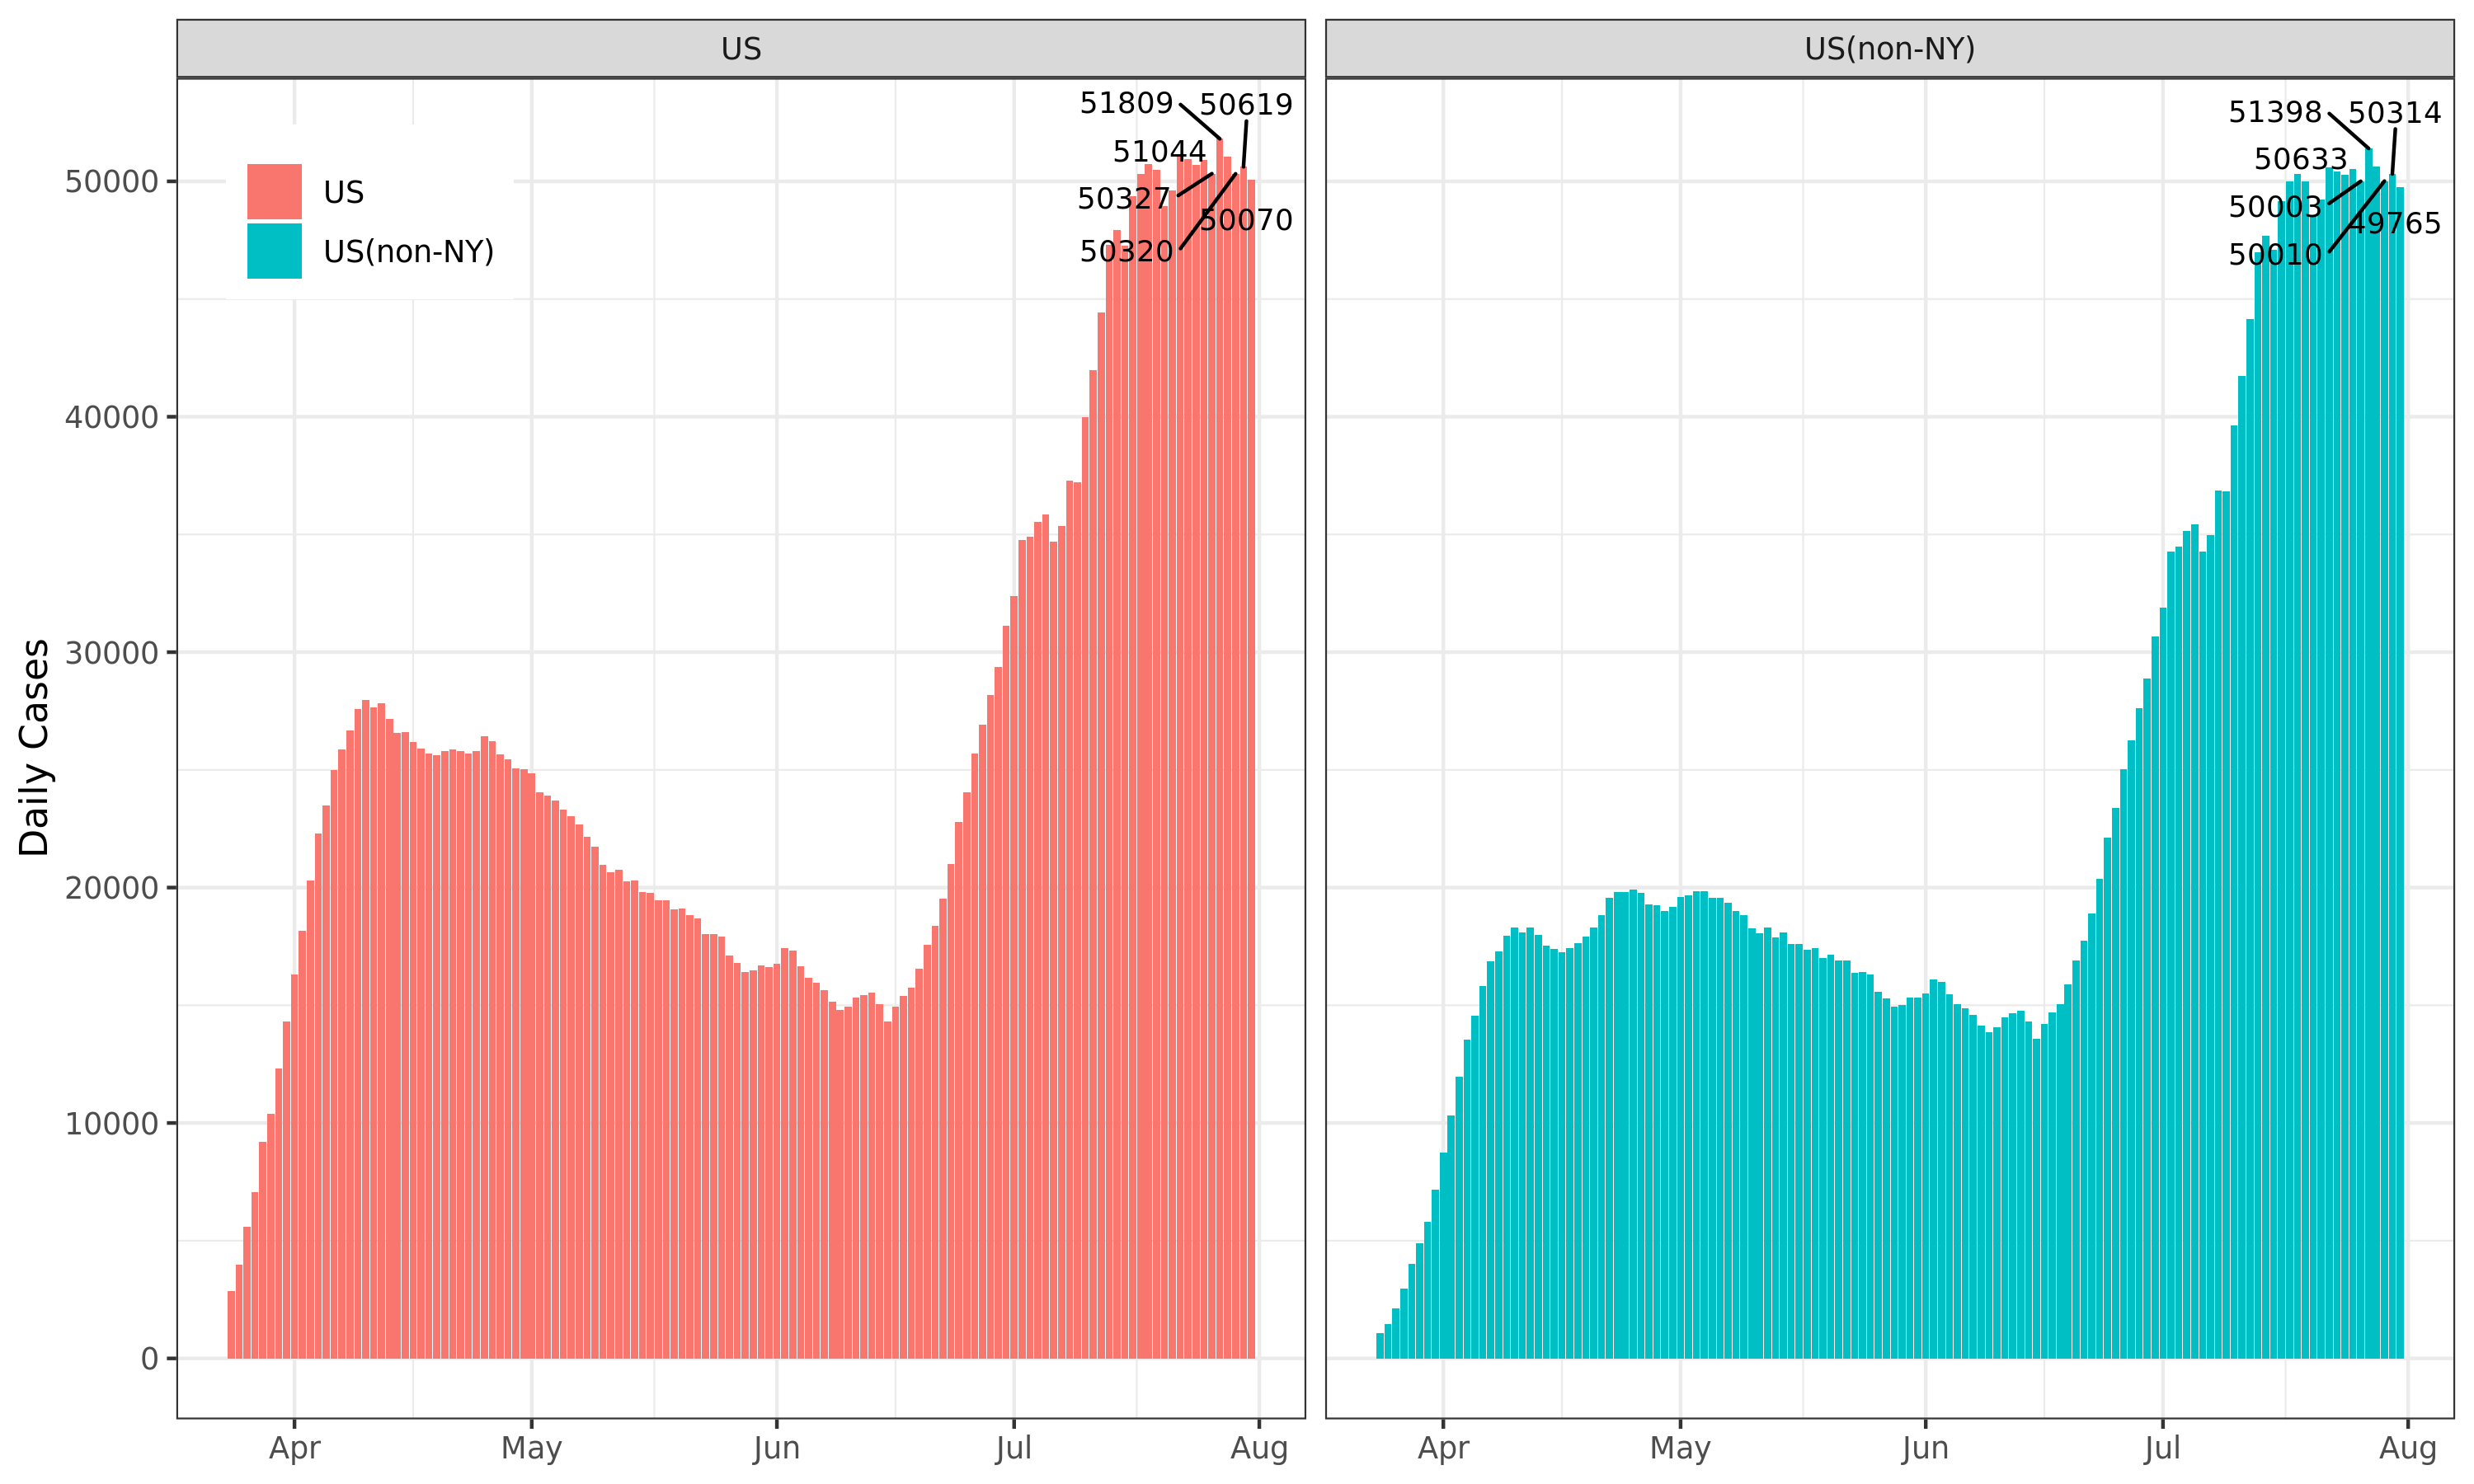 US
US(non-NY)
51809
50619
51044
50327
50070
50320
51398
50314
50633
50003
49765
50010
US
US(non-NY)
50000
40000
30000
20000
10000
0
Daily Cases
Apr
May
Jun
Jul
Aug
Apr
May
Jun
Jul
Aug